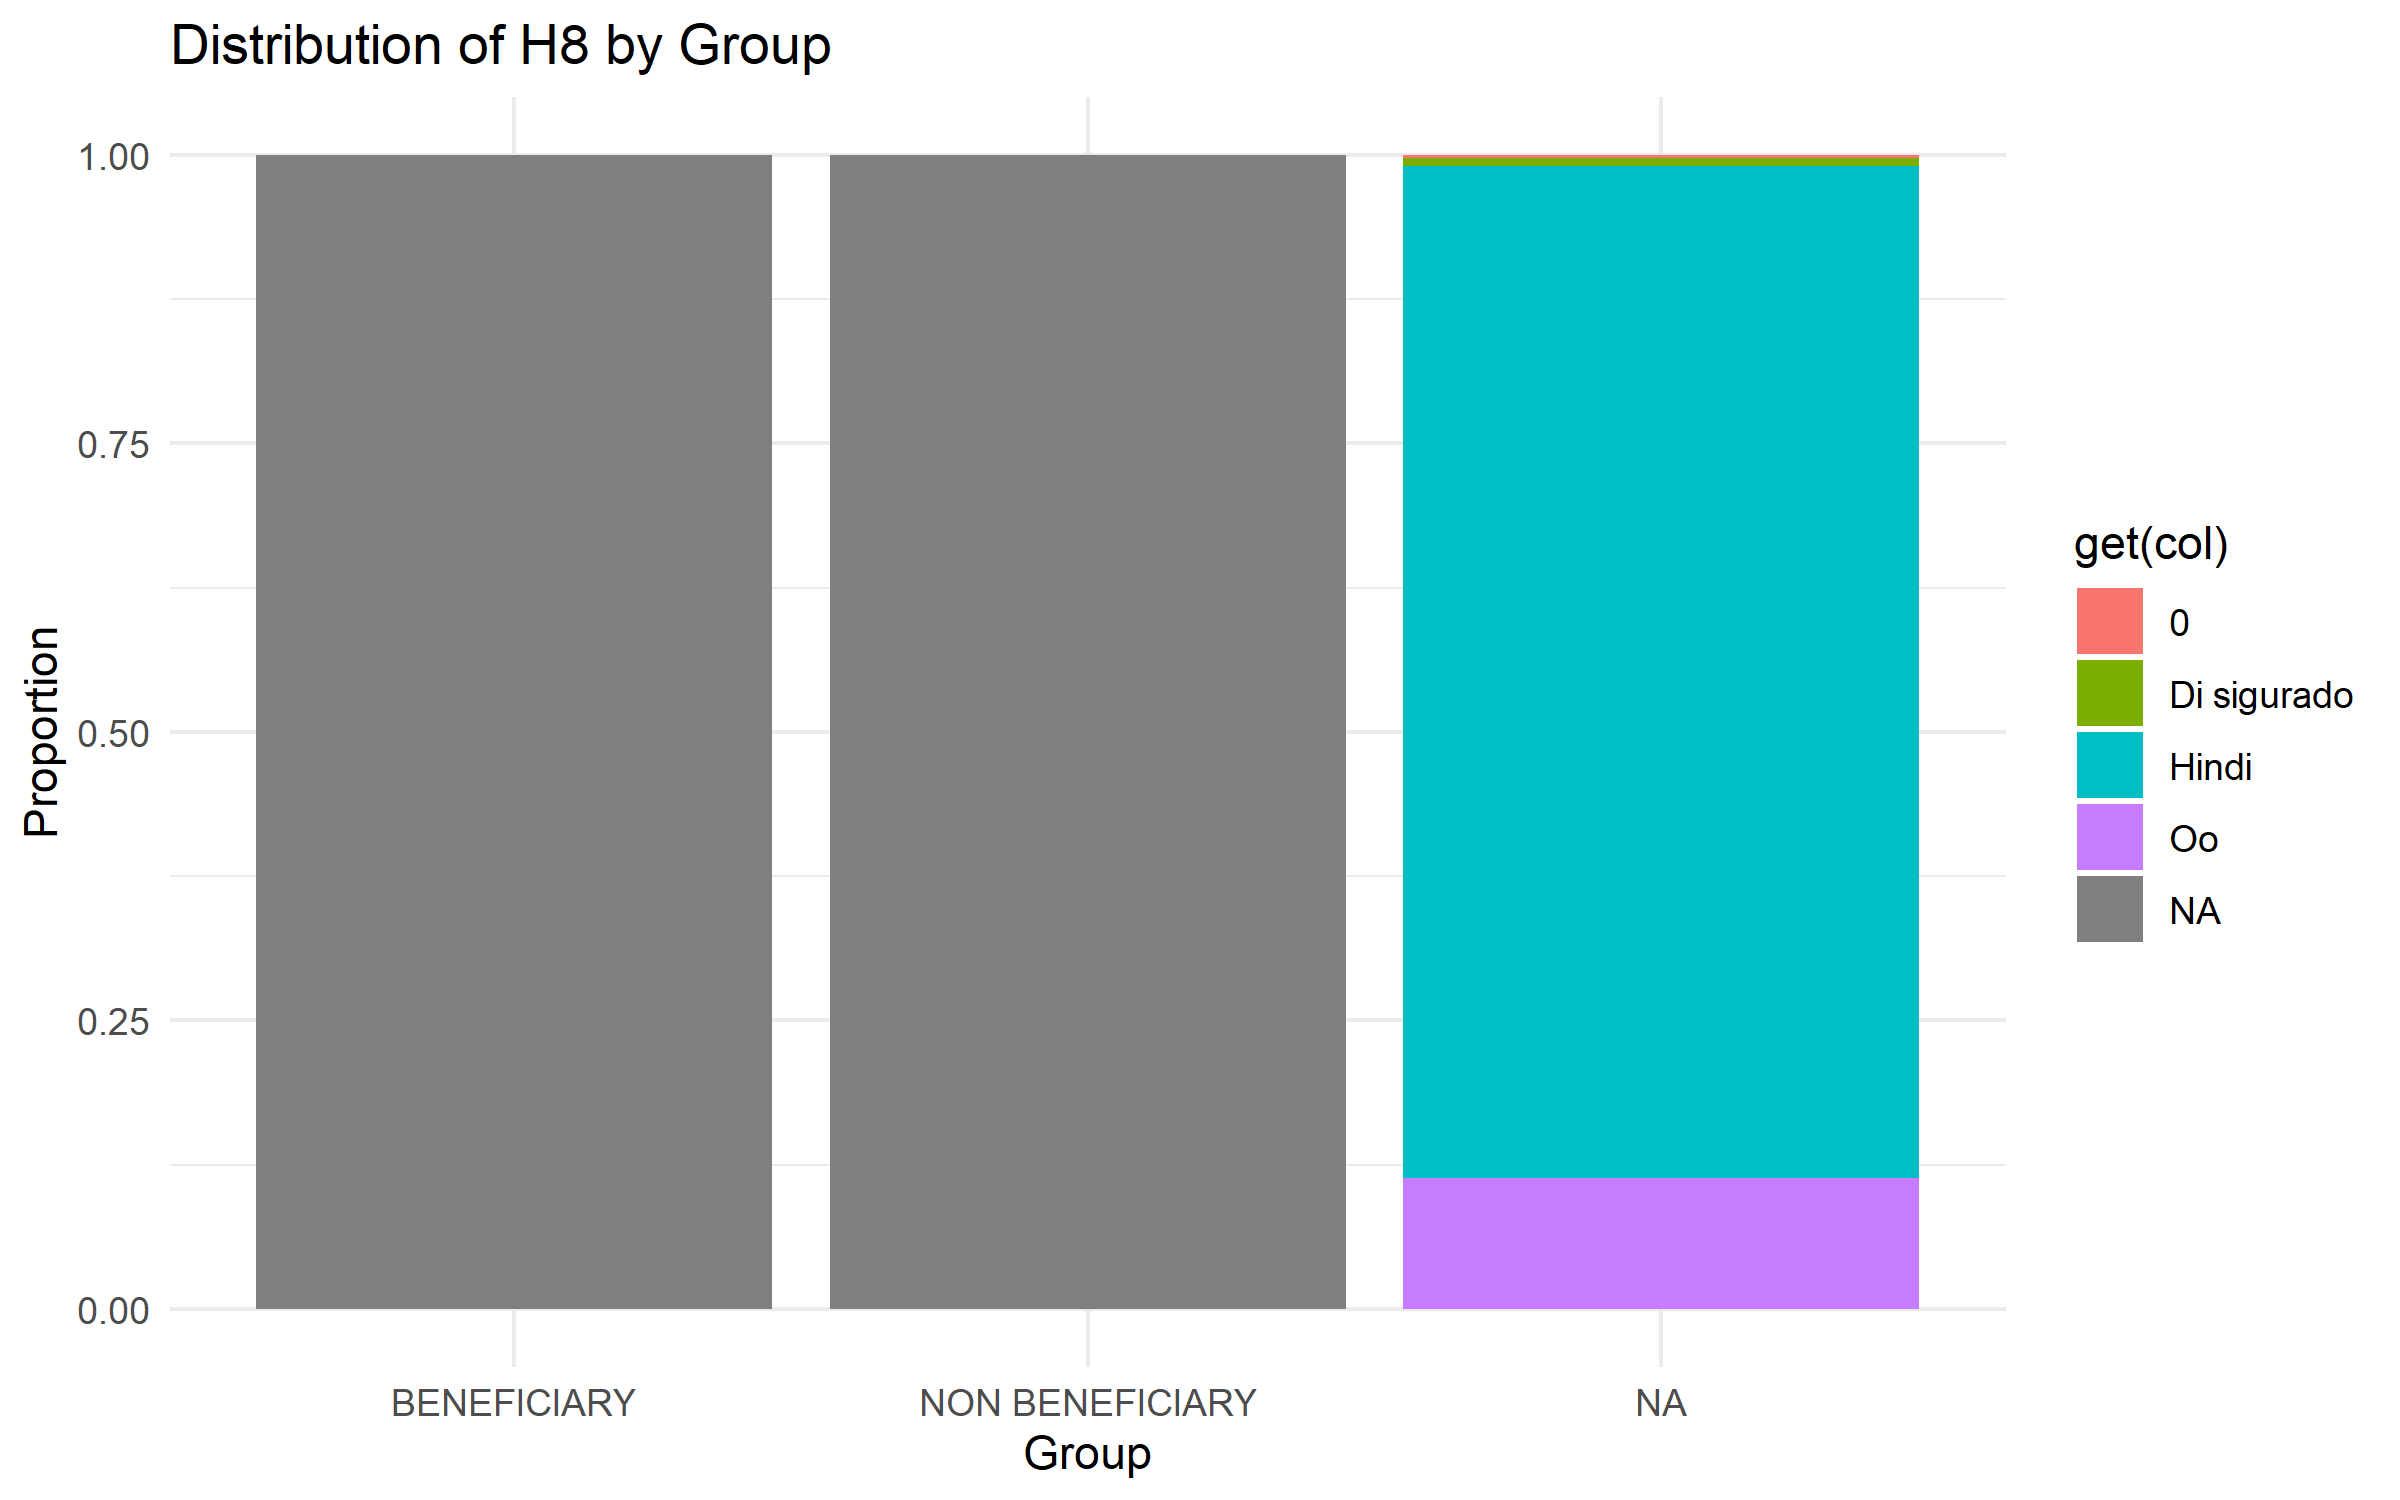 Distribution of H8 by Group
Proportion
1.00
0.75
0.50
0.25
0.00
BENEFICIARY
NON BENEFICIARY
NA
Group
get(col)
0
Di sigurado
Hindi
Oo
NA